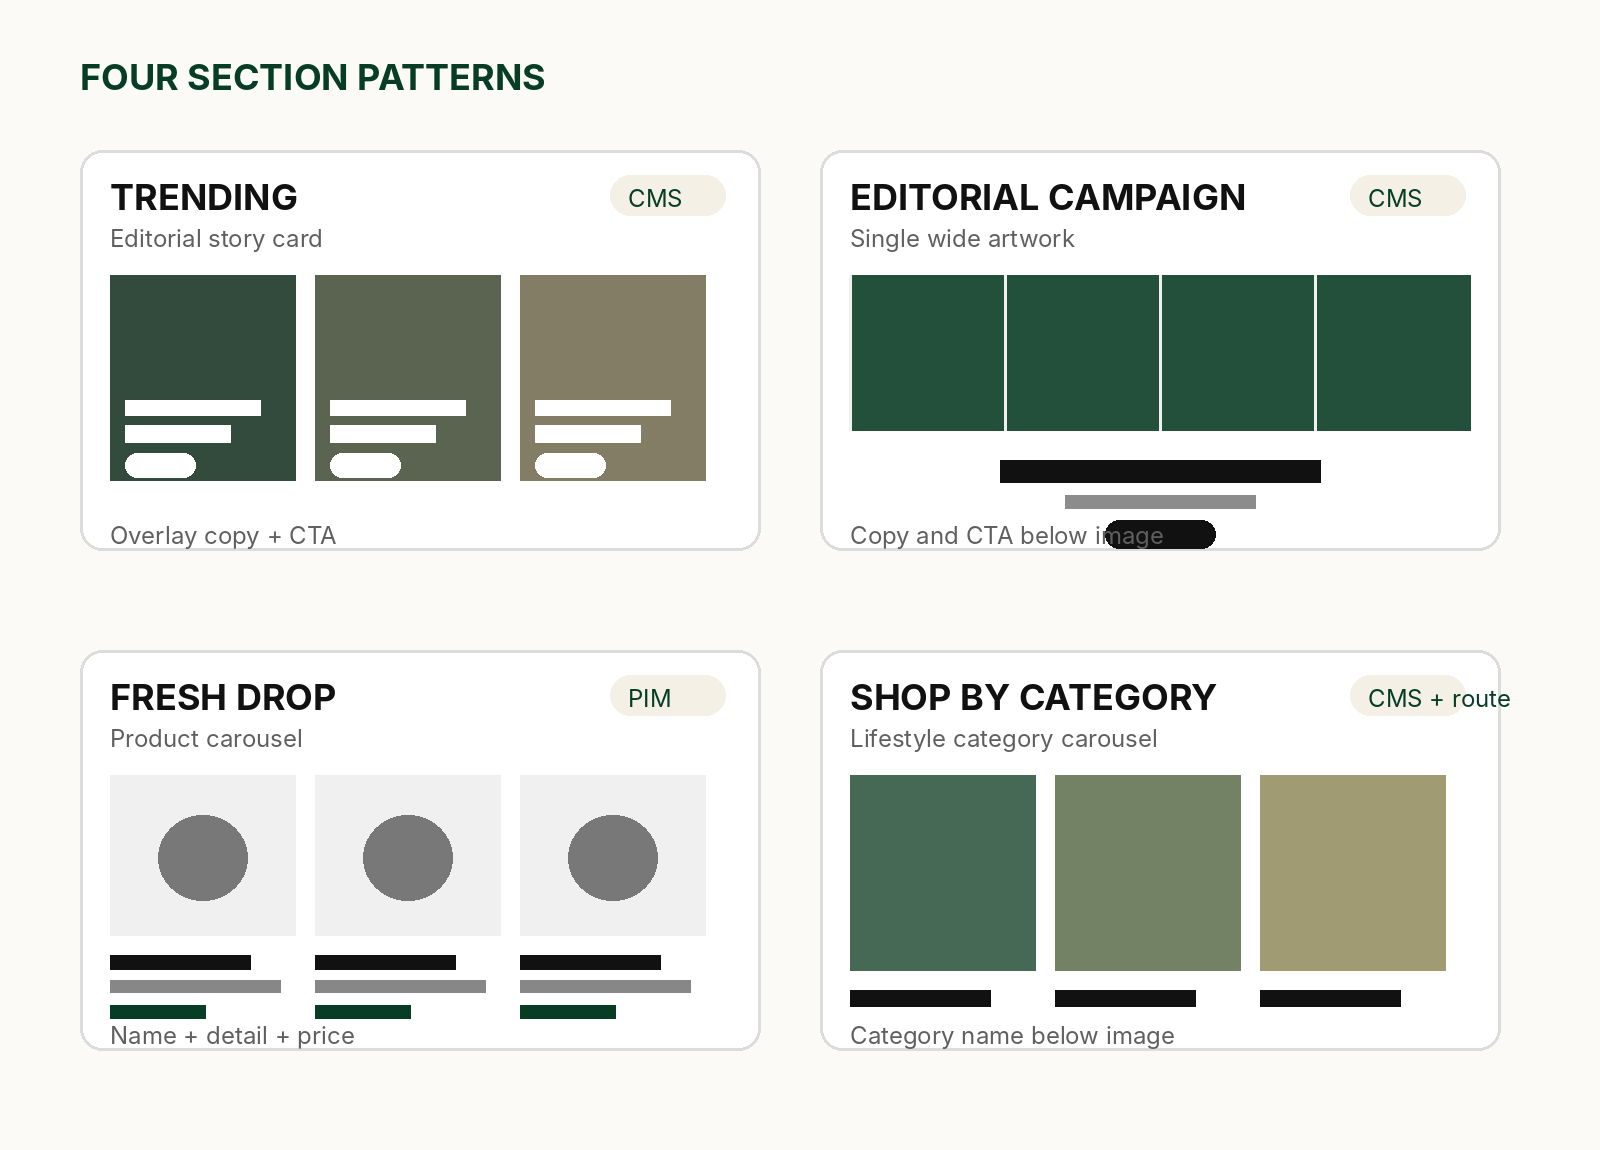 FOUR SECTION PATTERNS
TRENDING
CMS
Editorial story card
Overlay copy + CTA
EDITORIAL CAMPAIGN
CMS
Single wide artwork
Copy and CTA below image
FRESH DROP
PIM
Product carousel
Name + detail + price
SHOP BY CATEGORY
CMS + route
Lifestyle category carousel
Category name below image